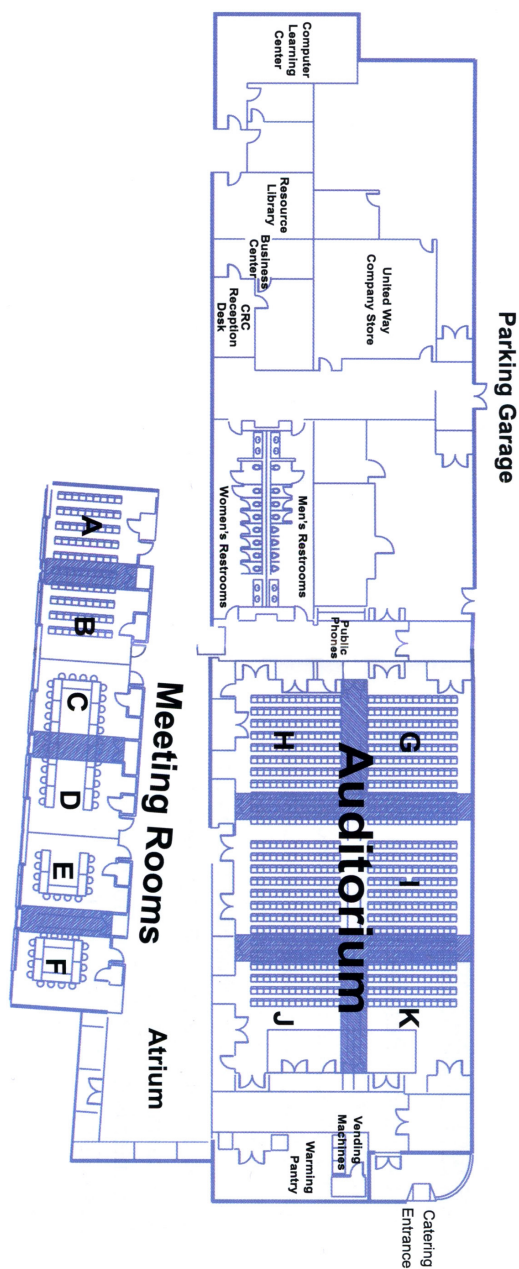 Parking Garage
Computer
Learning
Center
Resource
Library
Business
Center
CRC
Reception
Desk
United Way
Company Store
Men's Restrooms
Women's Restrooms
Public
Phones
Auditorium
G
H
I
J
K
Meeting Rooms
A
B
C
D
E
F
Atrium
Vending
Machines
Warming
Pantry
Catering
Entrance